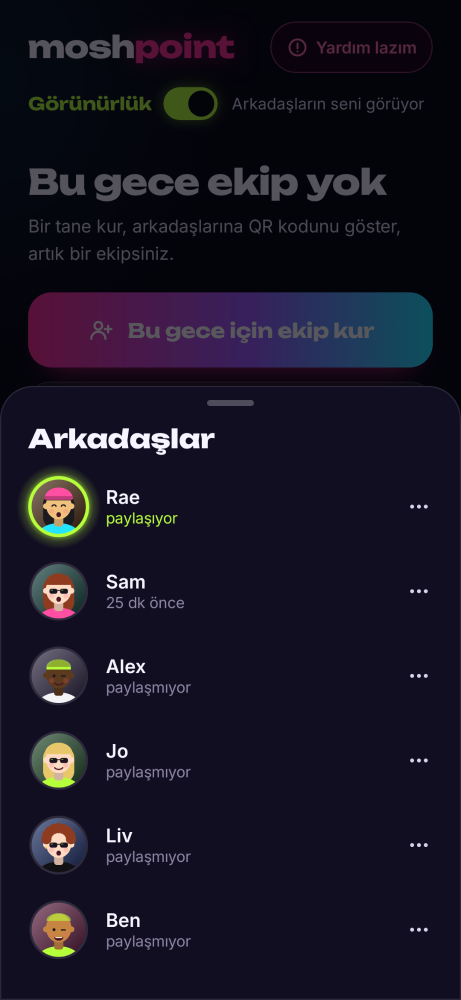 moshpoint
Yardım lazım
Görünürlük
Arkadaşların seni görüyor
Bu gece ekip yok
Bir tane kur, arkadaşlarına QR kodunu göster,
artık bir ekipsiniz.
Bu gece için ekip kur
Arkadaşlar
Rae
paylaşıyor
Sam
25 dk önce
Alex
paylaşmıyor
Jo
paylaşmıyor
Liv
paylaşmıyor
Ben
paylaşmıyor